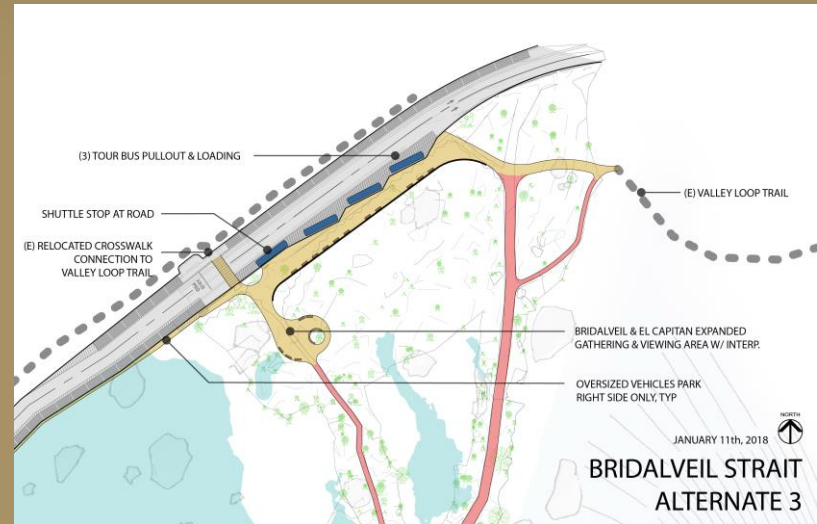 (3) TOUR BUS PULLOUT & LOADING
SHUTTLE STOP AT ROAD
(E) RELOCATED CROSSWALK
CONNECTION TO
VALLEY LOOP TRAIL
(E) VALLEY LOOP TRAIL
BRIDALVEIL & EL CAPITAN EXPANDED
GATHERING & VIEWING AREA W/ INTERP.
OVERSIZED VEHICLES PARK
RIGHT SIDE ONLY, TYP
NORTH
JANUARY 11th, 2018
BRIDALVEIL STRAIT
ALTERNATE 3